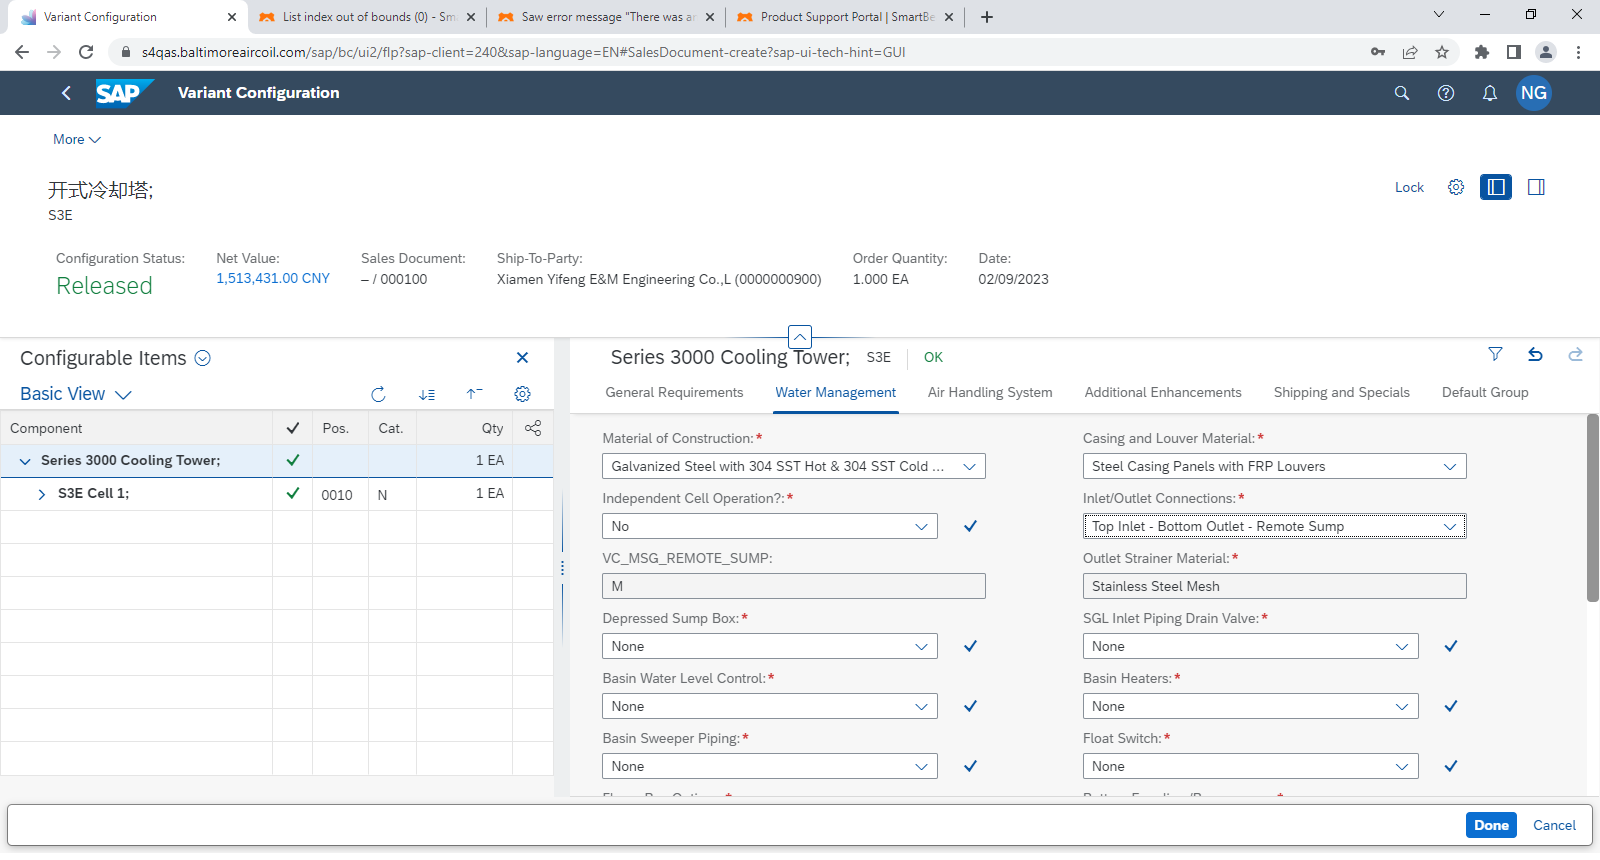 Variant Configuration
List index out of bounds (0) - Sm
Saw error message "There was ar
Product Support Portal | SmartBe
s4qas.baltimoreaircoil.com/sap/bc/ui2/flp?sap-client=240&sap-language=EN#SalesDocument-create?sap-ui-tech-hint=GUI
SAP
Variant Configuration
NG
More
开式冷却塔;
S3E
Lock
Configuration Status:
Released
Net Value:
1,513,431.00 CNY
Sales Document:
– / 000100
Ship-To-Party:
Xiamen Yifeng E&M Engineering Co.,L (0000000900)
Order Quantity:
1.000 EA
Date:
02/09/2023
Configurable Items
Basic View
Component Pos. Cat. Qty
Series 3000 Cooling Tower; 1 EA
S3E Cell 1; 0010 N 1 EA
Series 3000 Cooling Tower; S3E OK
General Requirements Water Management Air Handling System Additional Enhancements Shipping and Specials Default Group
Material of Construction:*
Galvanized Steel with 304 SST Hot & 304 SST Cold ...
Casing and Louver Material:*
Steel Casing Panels with FRP Louvers
Independent Cell Operation?:*
No
Inlet/Outlet Connections:*
Top Inlet - Bottom Outlet - Remote Sump
VC_MSG_REMOTE_SUMP:
M
Outlet Strainer Material:*
Stainless Steel Mesh
Depressed Sump Box:*
None
SGL Inlet Piping Drain Valve:*
None
Basin Water Level Control:*
None
Basin Heaters:*
None
Basin Sweeper Piping:*
None
Float Switch:*
None
Done
Cancel